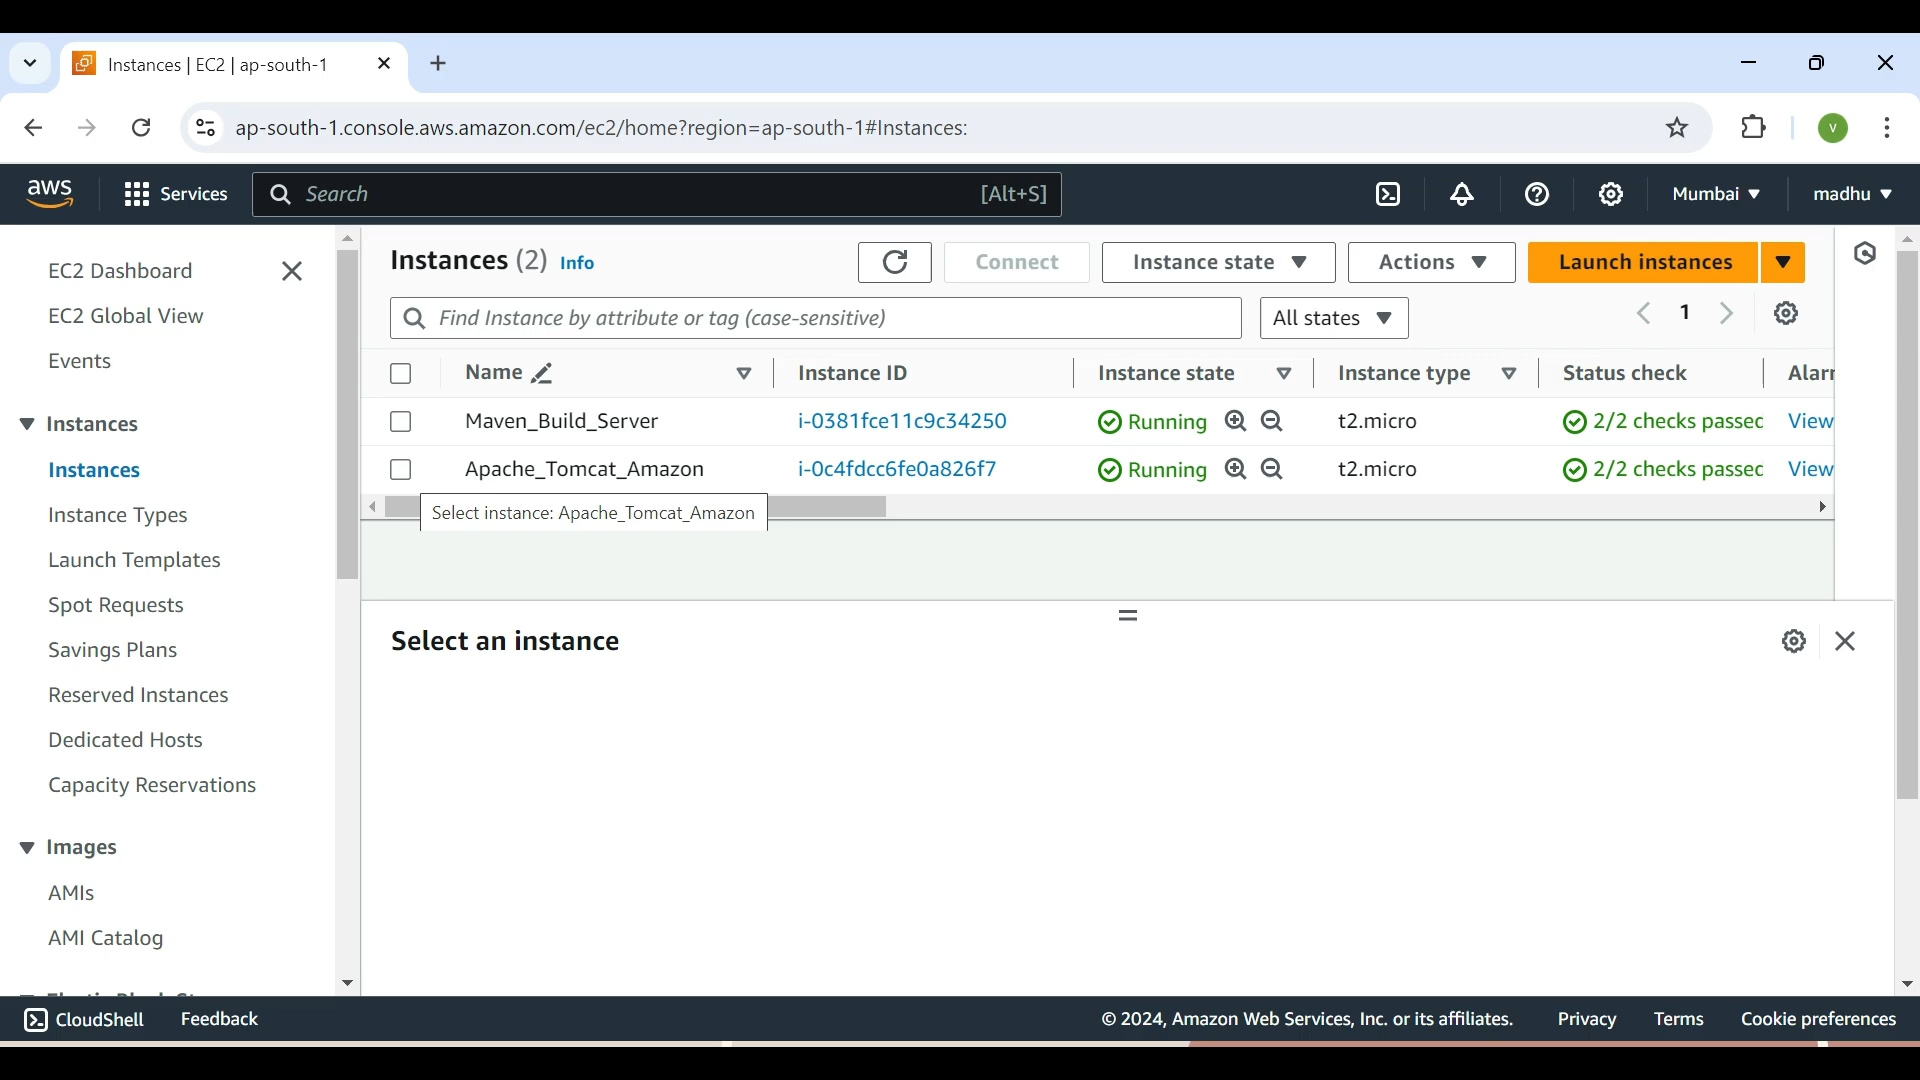 Instances | EC2 | ap-south-1
ap-south-1.console.aws.amazon.com/ec2/home?region=ap-south-1#Instances:
V
aws
Services
Search
[Alt+S]
Mumbai
madhu
EC2 Dashboard
EC2 Global View
Events
Instances
Instances
Instance Types
Launch Templates
Spot Requests
Savings Plans
Reserved Instances
Dedicated Hosts
Capacity Reservations
Images
AMIs
AMI Catalog
Instances (2) Info
Connect
Instance state
Actions
Launch instances
Find Instance by attribute or tag (case-sensitive)
All states
1
Name Instance ID Instance state Instance type Status check Alar
Maven_Build_Server i-0381fce11c9c34250 Running t2.micro 2/2 checks passed View
Apache_Tomcat_Amazon i-0c4fdcc6fe0a826f7 Running t2.micro 2/2 checks passed View
Select instance: Apache_Tomcat_Amazon
Select an instance
CloudShell
Feedback
© 2024, Amazon Web Services, Inc. or its affiliates.
Privacy
Terms
Cookie preferences